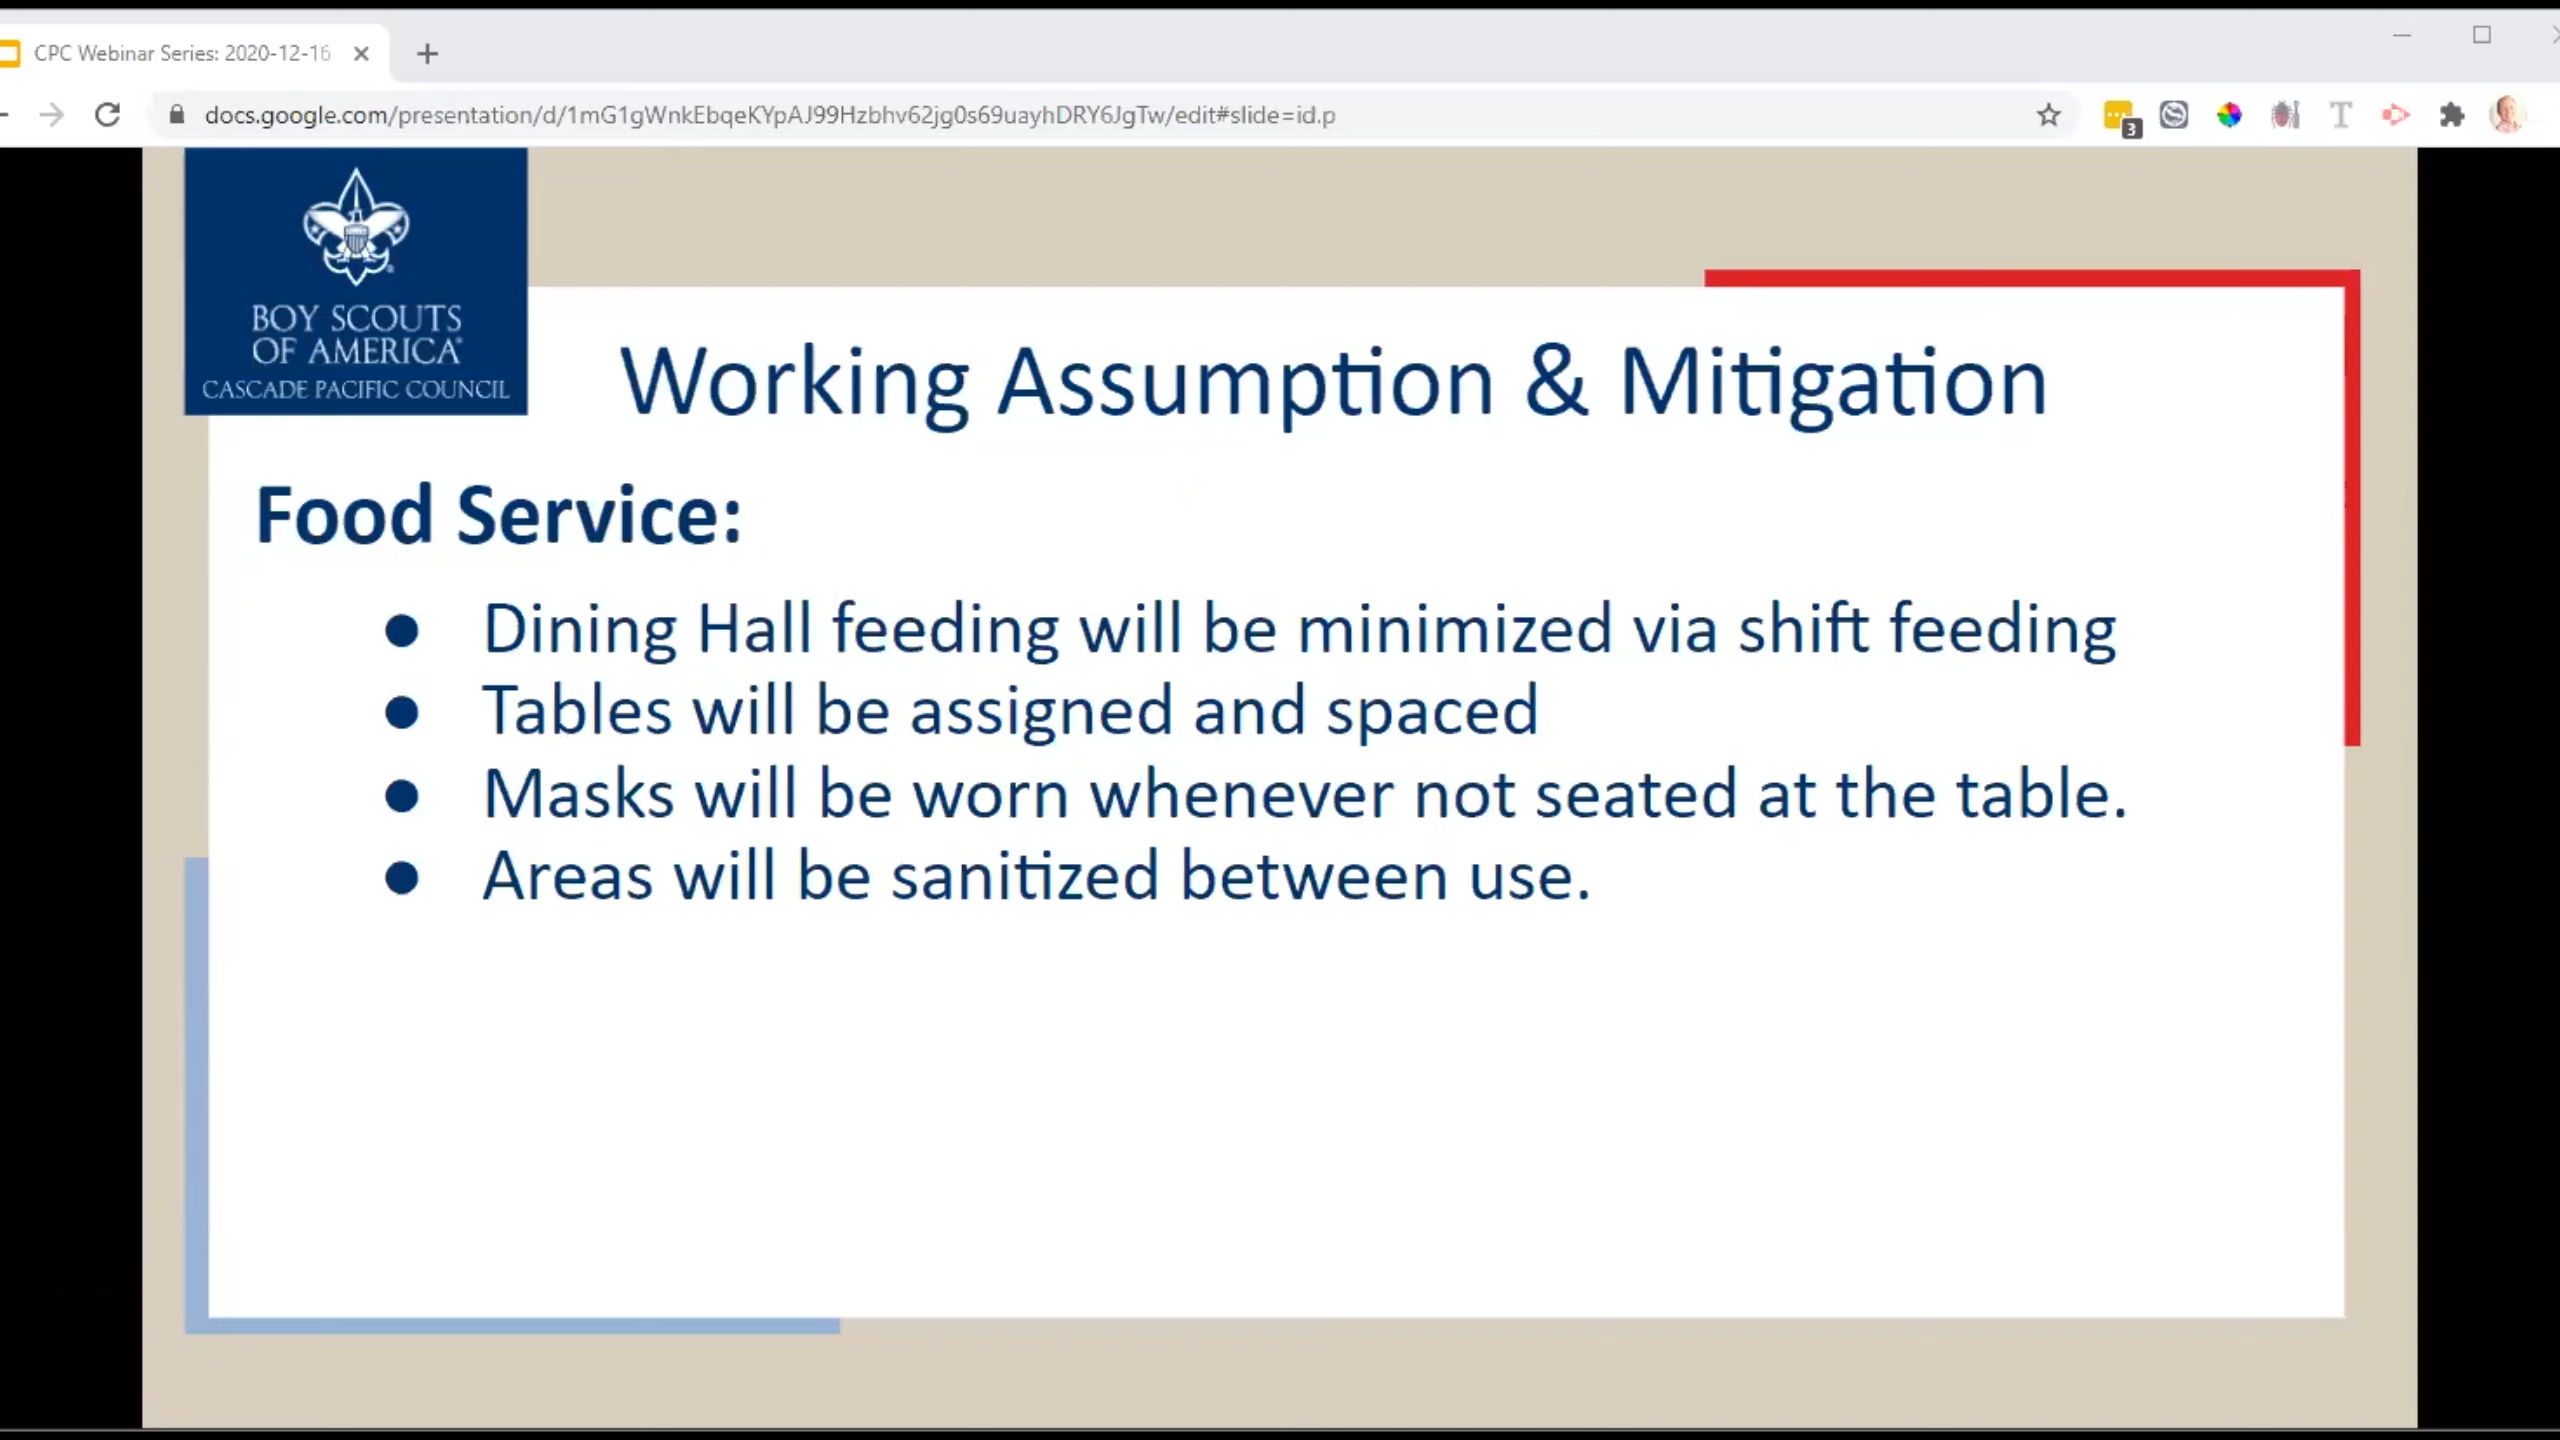 CPC Webinar Series: 2020-12-16
docs.google.com/presentation/d/1mG1gWnkEbqeKYpAJ99Hzbhv62jg0s69uayhDRY6JgTw/edit#slide=id.p
3
T
BOY SCOUTS
OF AMERICA®
CASCADE PACIFIC COUNCIL
Working Assumption & Mitigation
Food Service:
● Dining Hall feeding will be minimized via shift feeding
● Tables will be assigned and spaced
● Masks will be worn whenever not seated at the table.
● Areas will be sanitized between use.